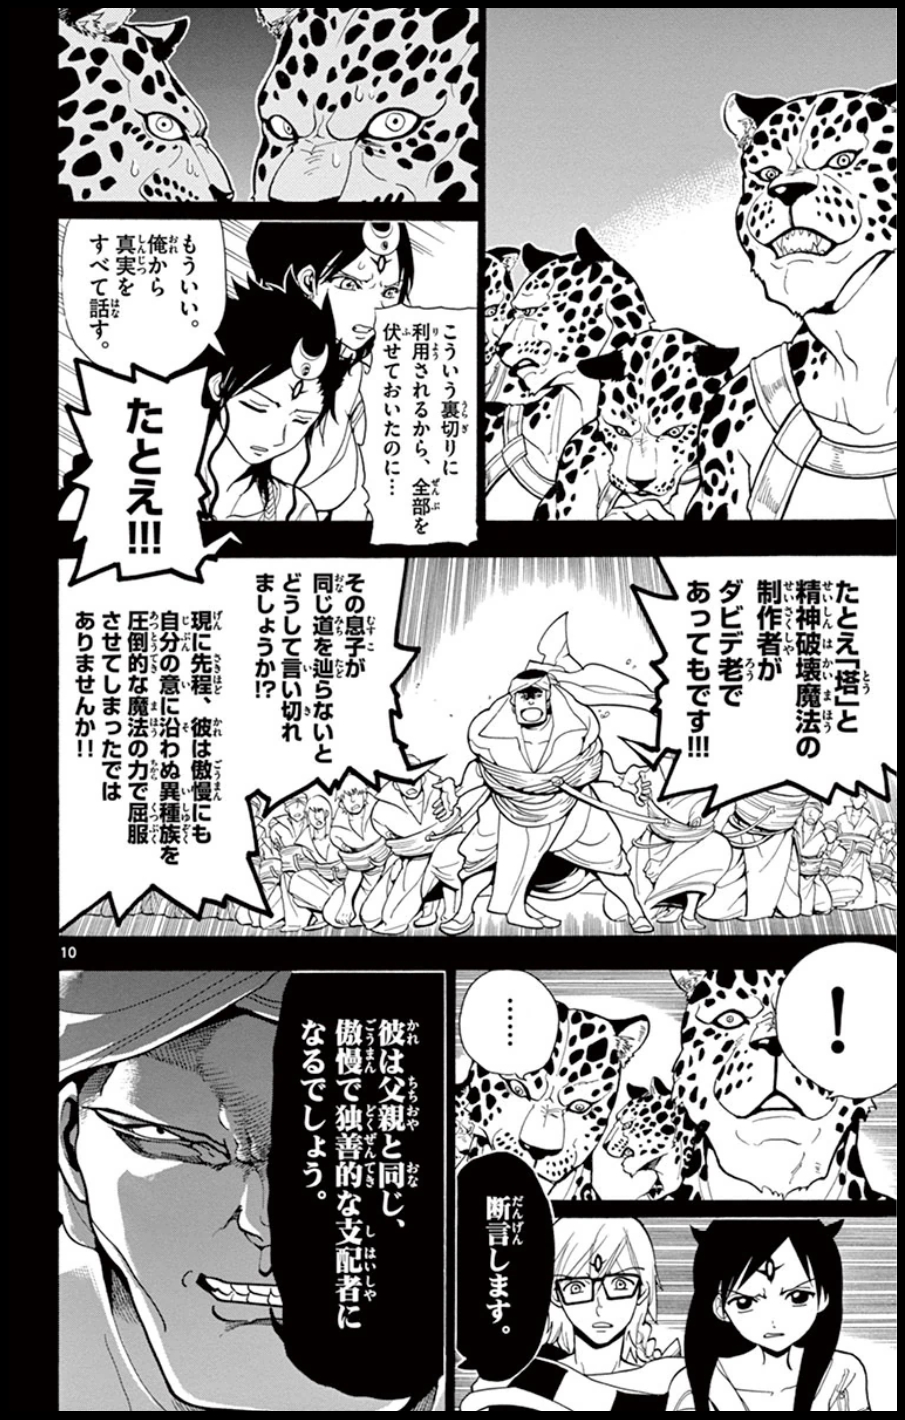 こういう裏切りに
利用されるから、全部を
伏せておいたのに…
もういい。
俺から
真実を
すべて話す。
たとえ!!!
たとえ「塔」と
精神破壊魔法の
制作者が
ダビデ老で
あってもです!!!
その息子が
同じ道を辿らないと
どうして言い切れ
ましょうか!?
現に先程、彼は傲慢にも
自分の意に沿わぬ異種族を
圧倒的な魔法の力で屈服
させてしまったでは
ありませんか!!
10
!
……
断言します。
彼は父親と同じ、
傲慢で独善的な支配者に
なるでしょう。